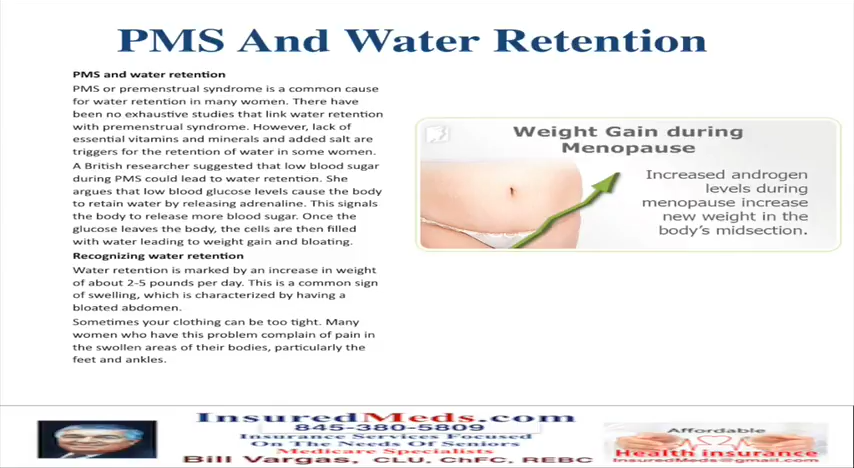 PMS And Water Retention
PMS and water retention
PMS or premenstrual syndrome is a common cause
for water retention in many women. There have
been no exhaustive studies that link water retention
with premenstrual syndrome. However, lack of
essential vitamins and minerals and added salt are
triggers for the retention of water in some women.
A British researcher suggested that low blood sugar
during PMS could lead to water retention. She
argues that low blood glucose levels cause the body
to retain water by releasing adrenaline. This signals
the body to release more blood sugar. Once the
glucose leaves the body, the cells are then filled
with water leading to weight gain and bloating.
Recognizing water retention
Water retention is marked by an increase in weight
of about 2-5 pounds per day. This is a common sign
of swelling, which is characterized by having a
bloated abdomen.
Sometimes your clothing can be too tight. Many
women who have this problem complain of pain in
the swollen areas of their bodies, particularly the
feet and ankles.
Weight Gain during
Menopause
Increased androgen
levels during
menopause increase
new weight in the
body's midsection.
InsuredMeds.com
845-380-5809
Insurance Services Focused
On The Needs Of Seniors
Medicare Specialists
Bill Vargas, CLU, ChFC, REBC
Affordable
Health insurance
InsuredMeds@gmail.com